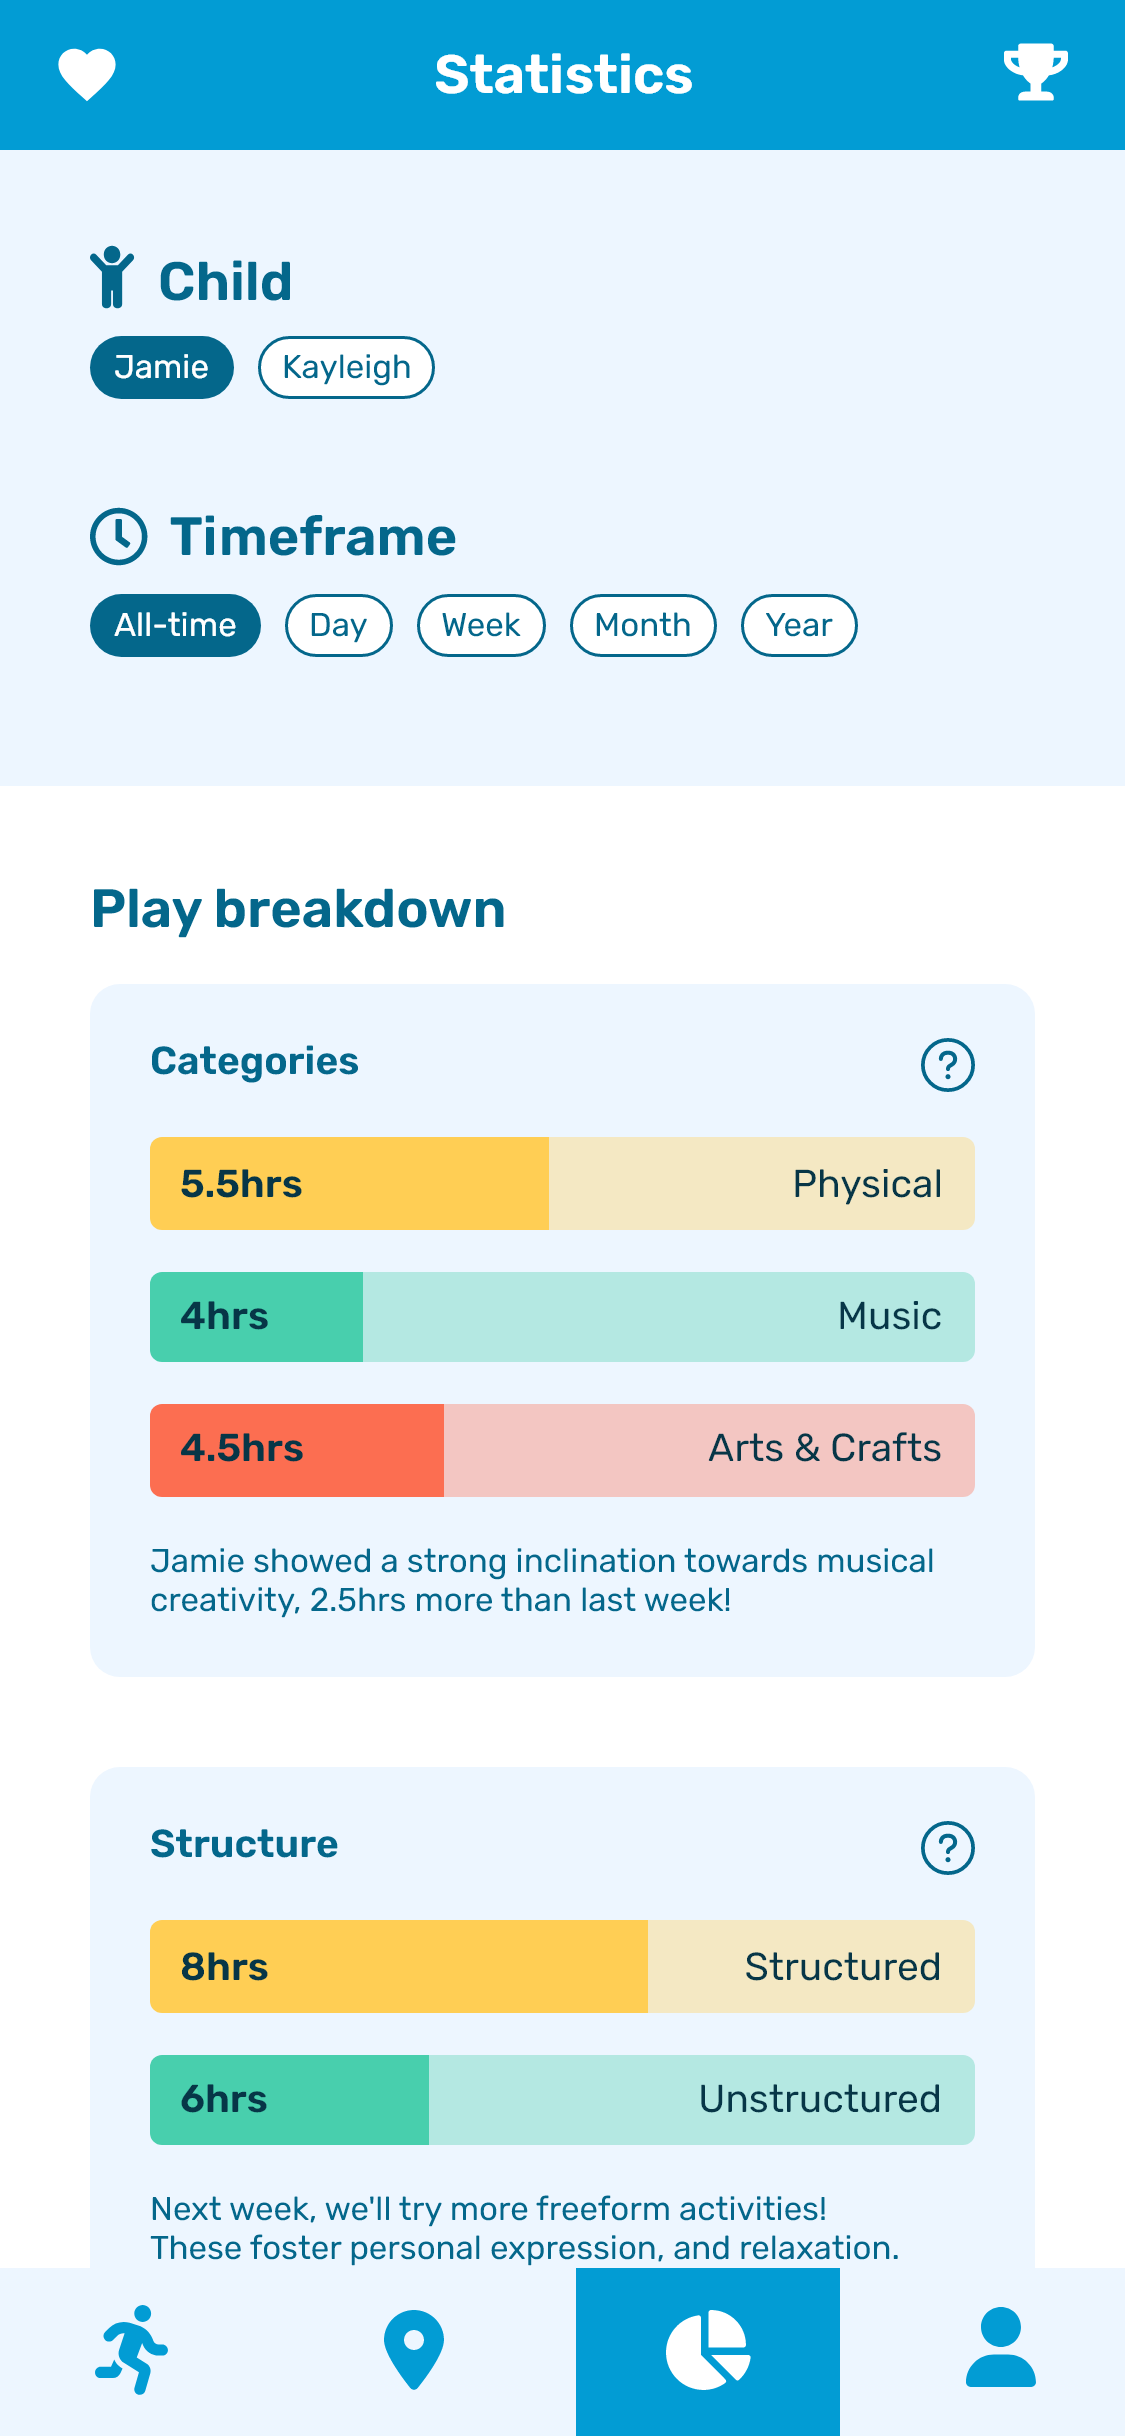 Statistics
Child
Jamie
Kayleigh
Timeframe
All-time
Day
Week
Month
Year
Play breakdown
Categories
?
5.5hrs
Physical
4hrs
Music
4.5hrs
Arts & Crafts
Jamie showed a strong inclination towards musical
creativity, 2.5hrs more than last week!
Structure
?
8hrs
Structured
6hrs
Unstructured
Next week, we'll try more freeform activities!
These foster personal expression, and relaxation.